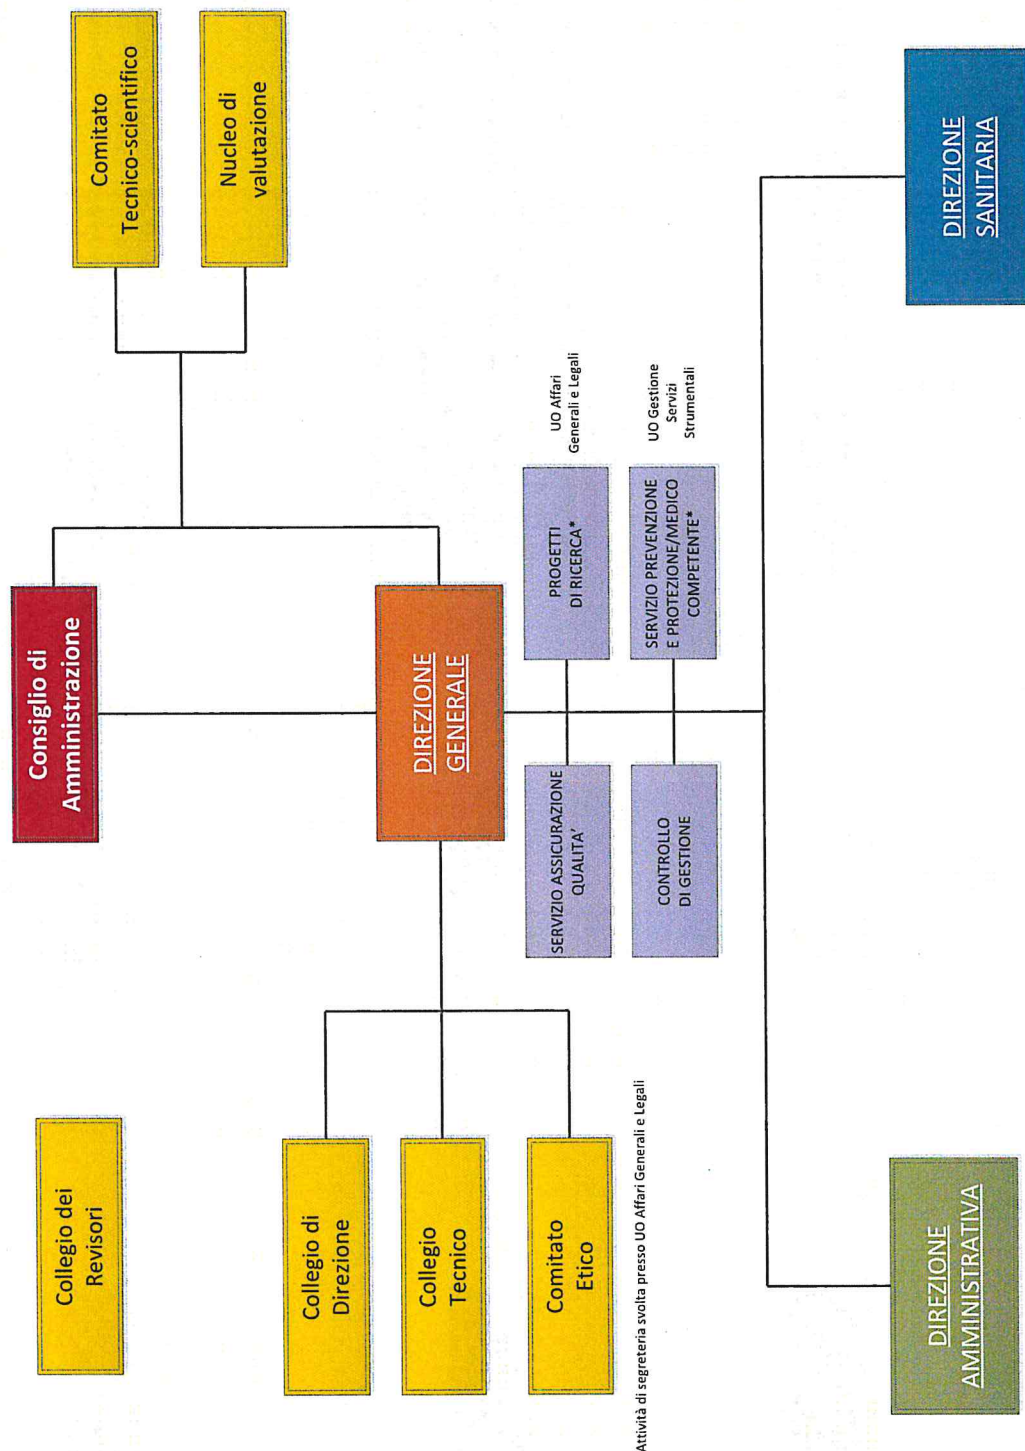 Collegio dei
Revisori
Consiglio di
Amministrazione
Comitato
Tecnico-scientifico
Nucleo di
valutazione
Collegio di
Direzione
Collegio
Tecnico
Comitato
Etico
Attività di segreteria svolta presso UO Affari Generali e Legali
DIREZIONE
GENERALE
SERVIZIO ASSICURAZIONE
QUALITA’
PROGETTI
DI RICERCA*
UO Affari
Generali e Legali
CONTROLLO
DI GESTIONE
SERVIZIO PREVENZIONE
E PROTEZIONE/MEDICO
COMPETENTE*
UO Gestione
Servizi
Strumentali
DIREZIONE
AMMINISTRATIVA
DIREZIONE
SANITARIA